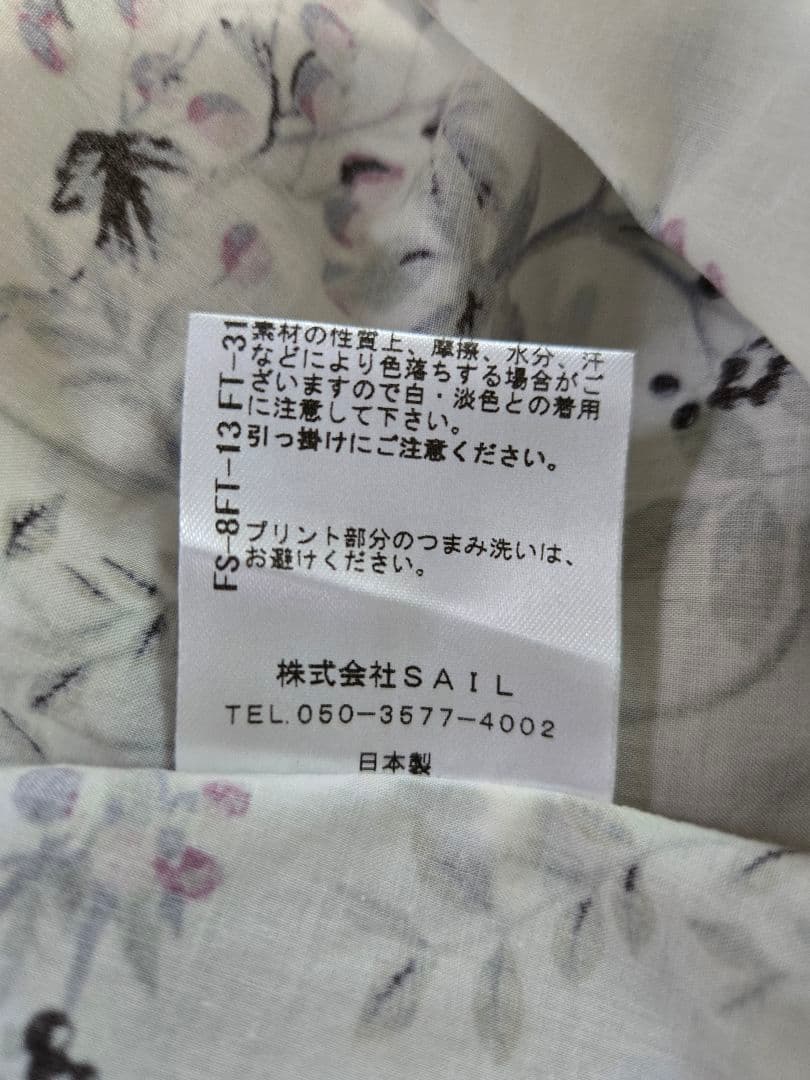 素材の性質上、摩擦、水分、汗
などにより色落ちする場合がご
ざいますので白・淡色との着用
に注意して下さい。
引っ掛けにご注意ください。
プリント部分のつまみ洗いは、
お避けください。
FS-8FT-13 FT-31
株式会社SAIL
TEL.050-3577-4002
日本製